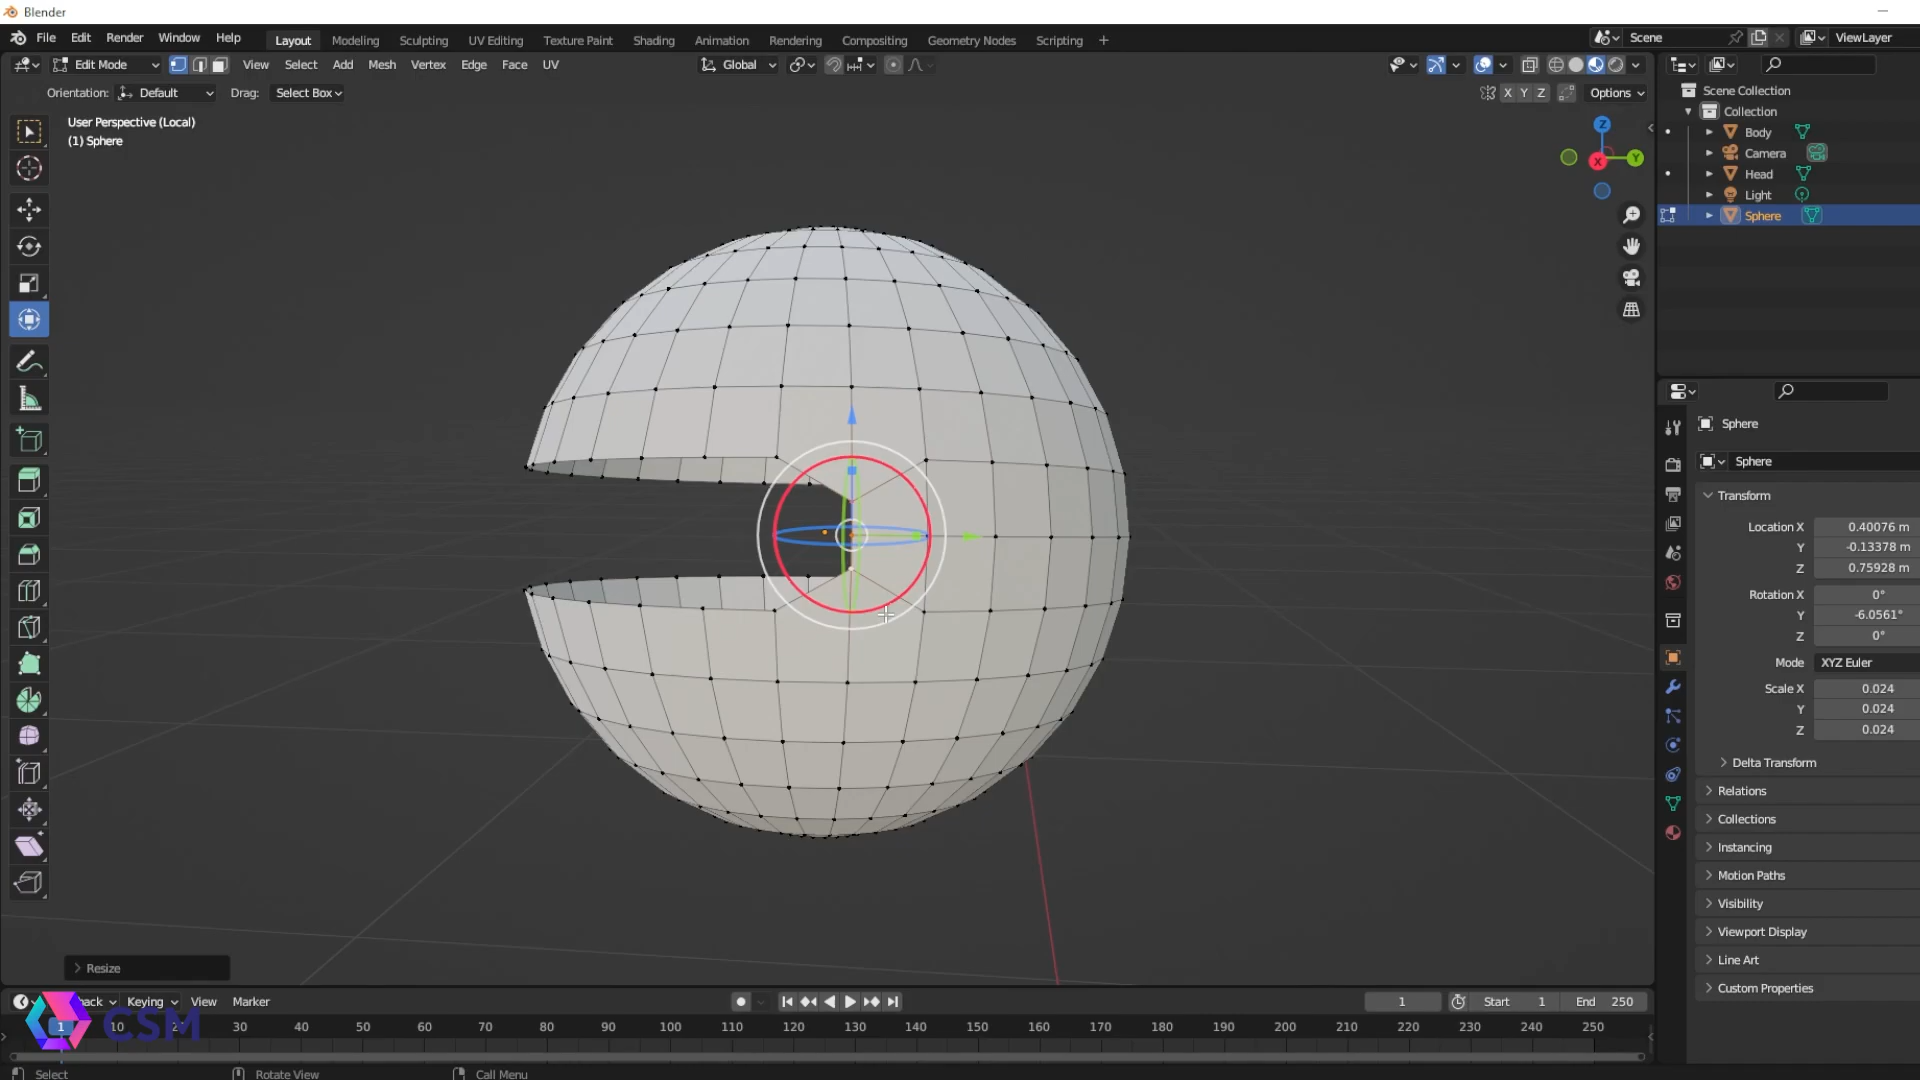 Blender
File Edit Render Window Help Layout Modeling Sculpting UV Editing Texture Paint Shading Animation Rendering Compositing Geometry Nodes Scripting + Scene ViewLayer
Edit Mode View Select Add Mesh Vertex Edge Face UV Global
Orientation: Default Drag: Select Box X Y Z Options
User Perspective (Local)
(1) Sphere
Z
X
Y
Scene Collection
Collection
Body
Camera
Head
Light
Sphere
Sphere
Sphere
Transform
Location X 0.40076 m
Y -0.13378 m
Z 0.75928 m
Rotation X 0°
Y -6.0561°
Z 0°
Mode XYZ Euler
Scale X 0.024
Y 0.024
Z 0.024
Delta Transform
Relations
Collections
Instancing
Motion Paths
Visibility
Viewport Display
Line Art
Custom Properties
Resize
back Keying View Marker 1 Start 1 End 250
1 10 20 30 40 50 60 70 80 90 100 110 120 130 140 150 160 170 180 190 200 210 220 230 240 250
CSM
Select Rotate View Call Menu